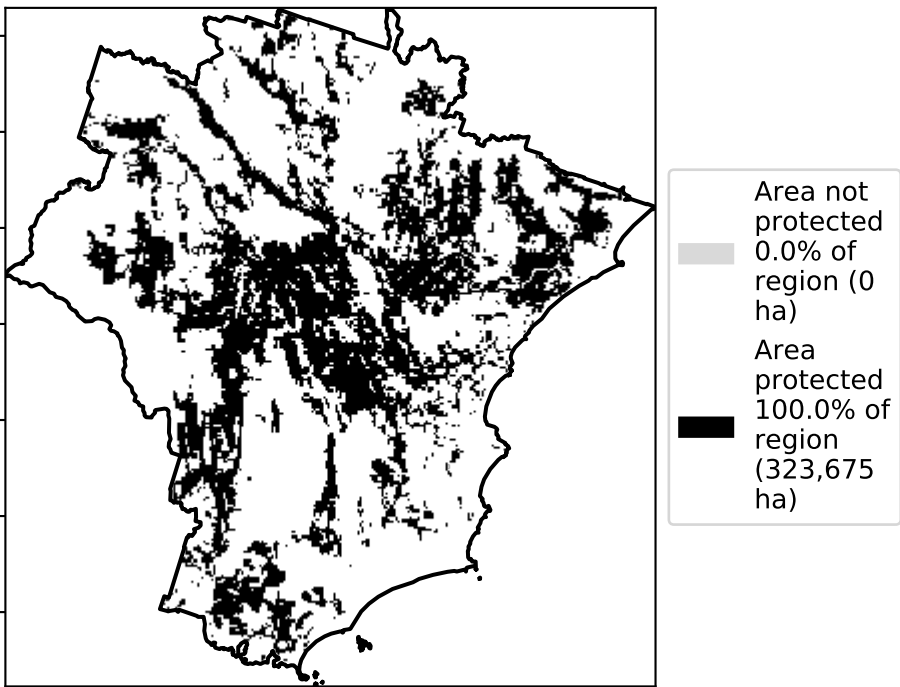 Area not
protected
0.0% of
region (0
ha)
Area
protected
100.0% of
region
(323,675
ha)